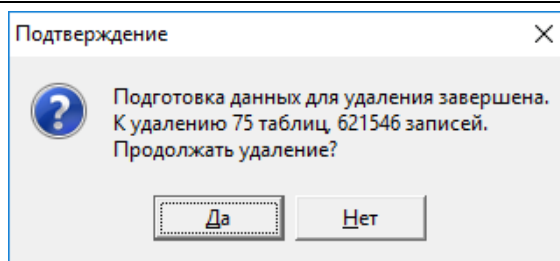 Подтверждение
Подготовка данных для удаления завершена.
К удалению 75 таблиц, 621546 записей.
Продолжать удаление?
Да
Нет